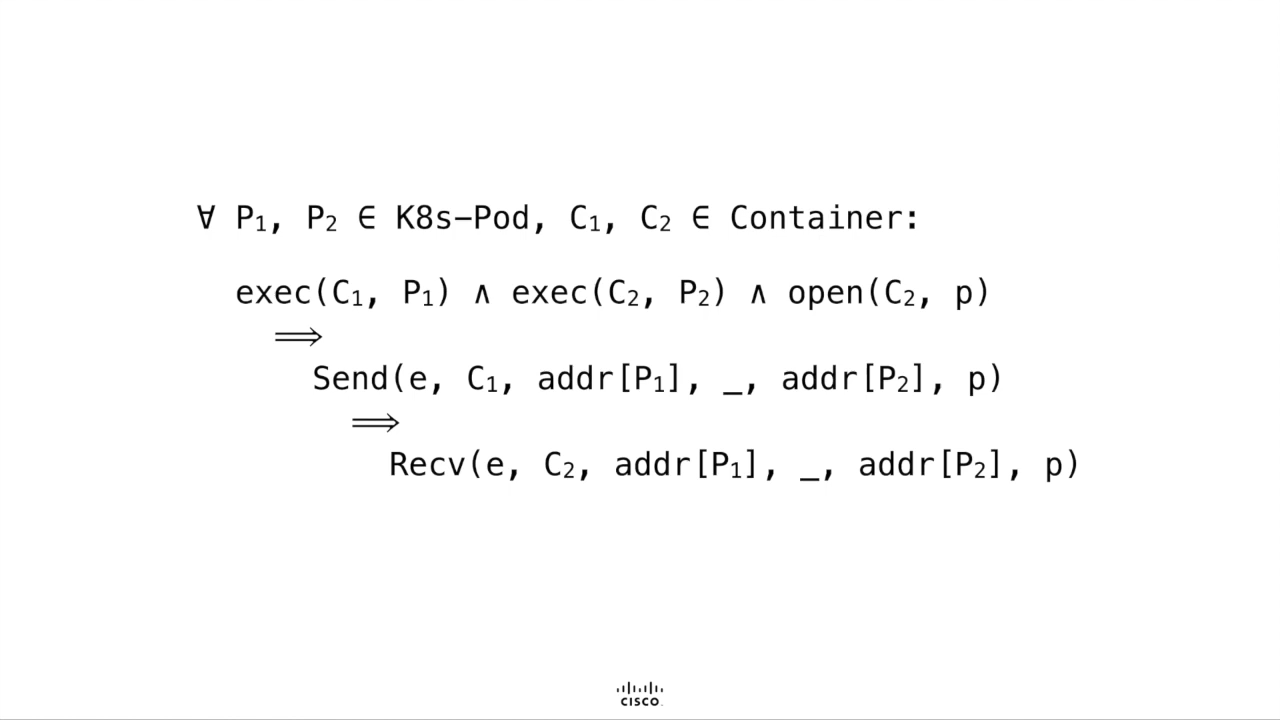 ∀ P₁, P₂ ∈ K8s-Pod, C₁, C₂ ∈ Container:
exec(C₁, P₁) ∧ exec(C₂, P₂) ∧ open(C₂, p)
⟹
Send(e, C₁, addr[P₁], _, addr[P₂], p)
⟹
Recv(e, C₂, addr[P₁], _, addr[P₂], p)
CISCO